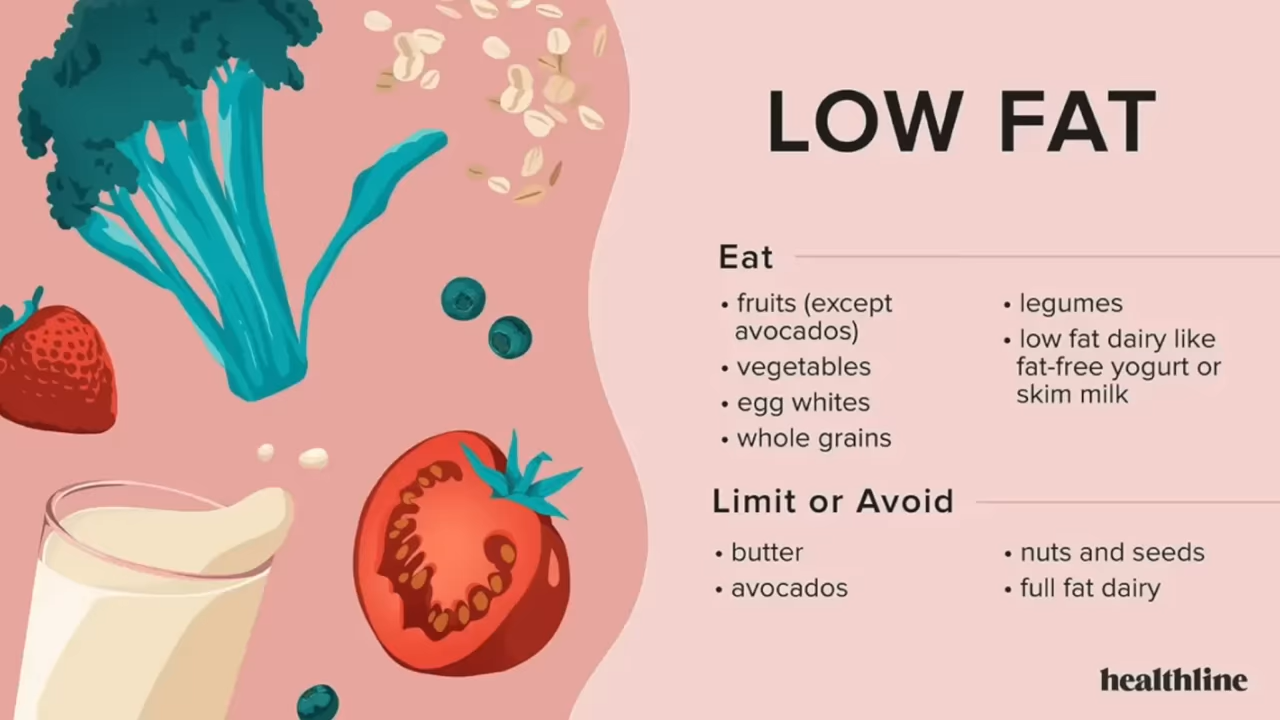 LOW FAT
Eat
• fruits (except
avocados)
• vegetables
• egg whites
• whole grains
• legumes
• low fat dairy like
fat-free yogurt or
skim milk
Limit or Avoid
• butter
• avocados
• nuts and seeds
• full fat dairy
healthline